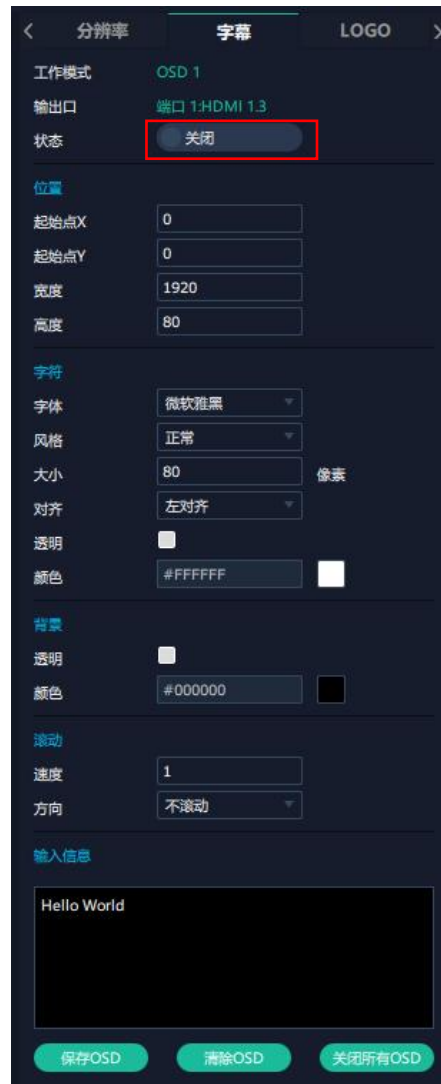 < 分辨率 字幕 LOGO >
工作模式 OSD 1
输出口 端口 1:HDMI 1.3
状态 关闭
位置
起始点X 0
起始点Y 0
宽度 1920
高度 80
字符
字体 微软雅黑
风格 正常
大小 80 像素
对齐 左对齐
透明
颜色 #FFFFFF
背景
透明
颜色 #000000
滚动
速度 1
方向 不滚动
输入信息
Hello World
保存OSD 清除OSD 关闭所有OSD